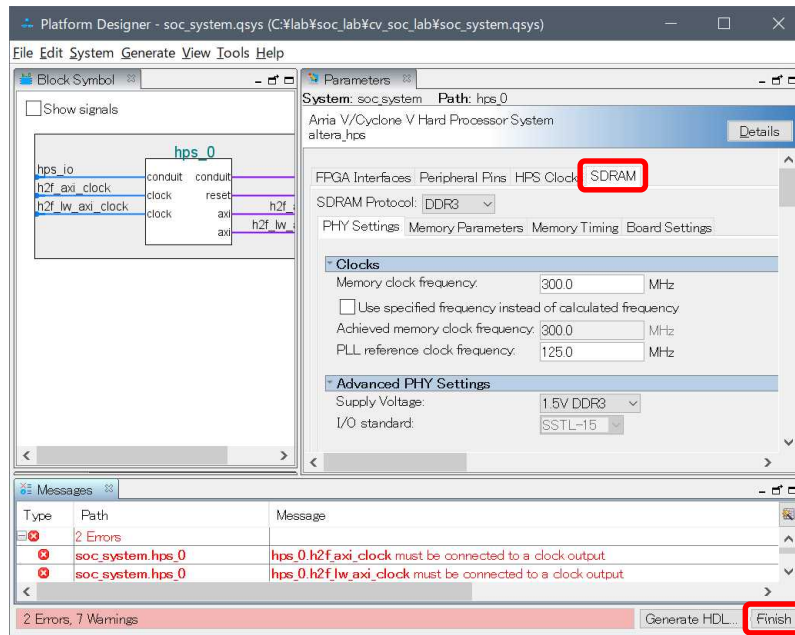 Platform Designer - soc_system.qsys (C:¥lab¥soc_lab¥cv_soc_lab¥soc_system.qsys)
File Edit System Generate View Tools Help
Block Symbol
Show signals
hps_0
hps_io
conduit conduit
h2f_axi_clock
clock reset
h2f_lw_axi_clock
clock axi
h2f_
axi
h2f_lw_
Parameters
System: soc_system Path: hps_0
Arria V/Cyclone V Hard Processor System
altera_hps
Details
FPGA Interfaces Peripheral Pins HPS Clock SDRAM
SDRAM Protocol: DDR3
PHY Settings Memory Parameters Memory Timing Board Settings
Clocks
Memory clock frequency: 300.0 MHz
Use specified frequency instead of calculated frequency
Achieved memory clock frequency: 300.0 MHz
PLL reference clock frequency: 125.0 MHz
Advanced PHY Settings
Supply Voltage: 1.5V DDR3
I/O standard: SSTL-15
Messages
Type Path Message
2 Errors
soc_system.hps_0 hps_0.h2f_axi_clock must be connected to a clock output
soc_system.hps_0 hps_0.h2f_lw_axi_clock must be connected to a clock output
2 Errors, 7 Warnings
Generate HDL... Finish